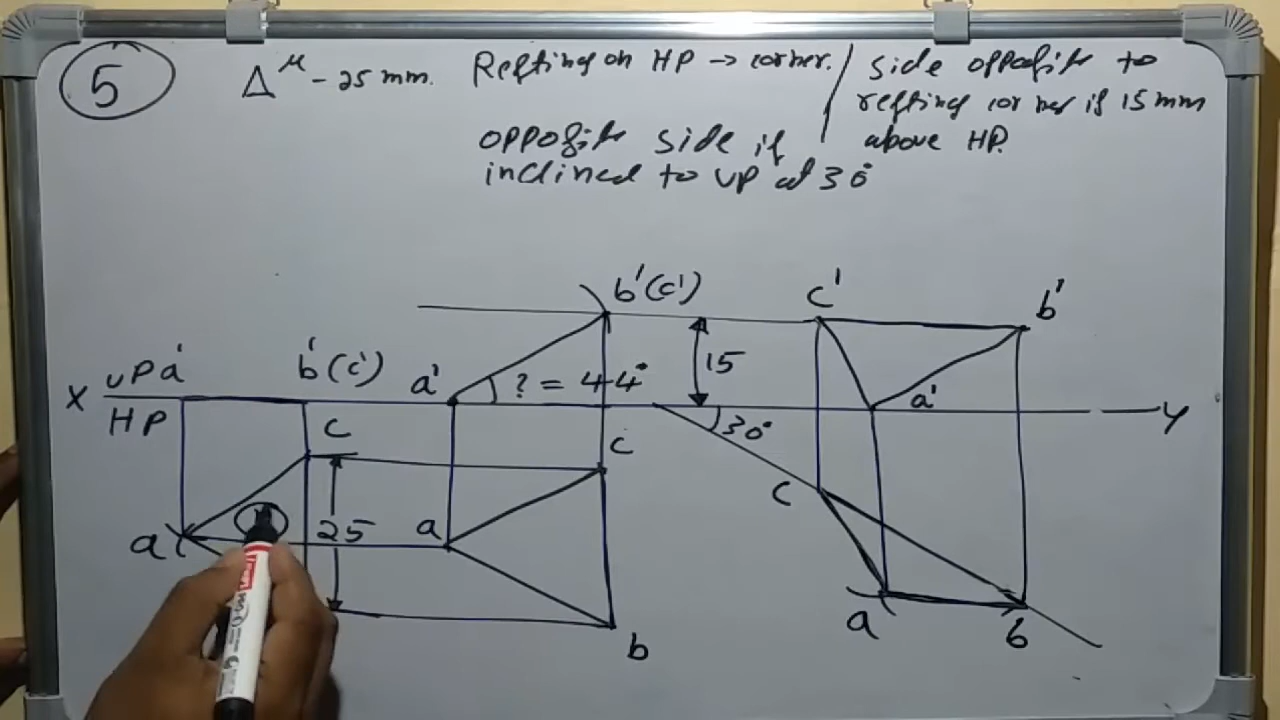 5
Δ^le - 25 mm. Resting on HP → corner. / side opposite to
resting corner is 15 mm
above HP.
opposite side is
inclined to VP at 30°
b'(c') c' b'
15
X VP a' b'(c') a' ? = 44° a' Y
HP
30°
c c c
a 25 a
a b b